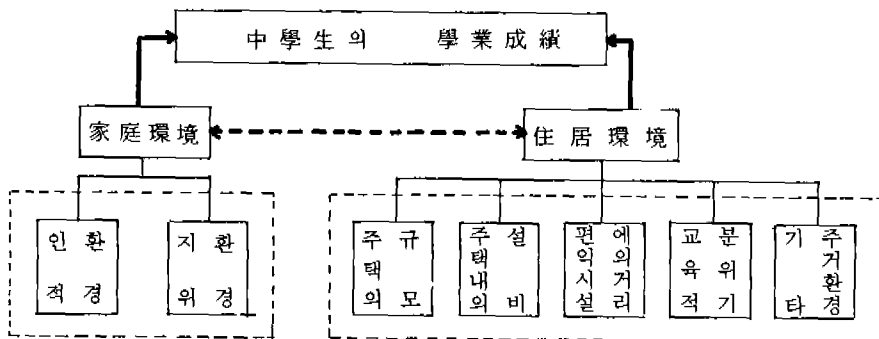 中學生의 學業成績
家庭環境
住居環境
인적 환경
지위 환경
주택의 규모
주택내의 설비
편익시설 에의거리
교육적 분위기
기타 주거환경